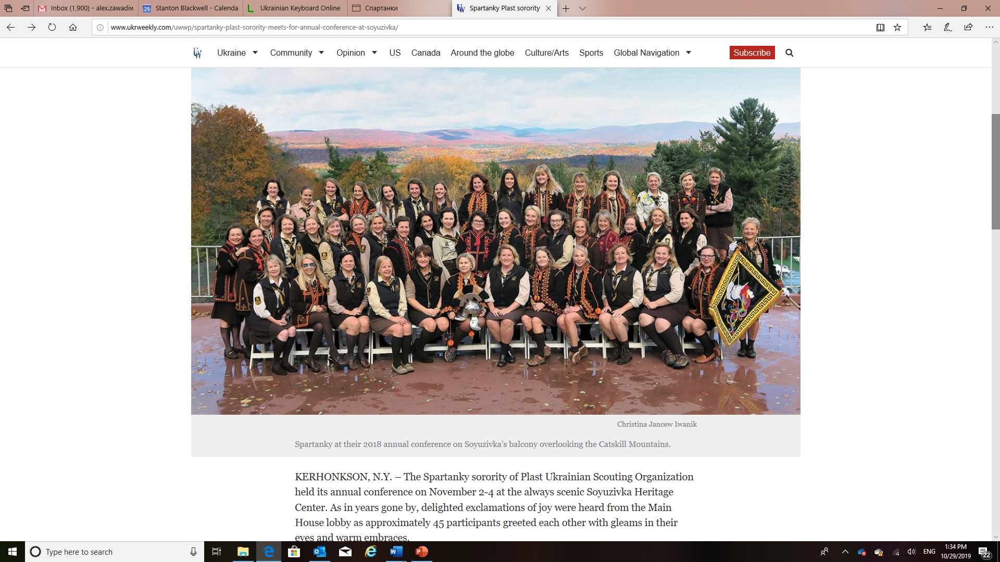 Inbox (1,900) - alex.zawadiw
Stanton Blackwell - Calenda
Ukrainian Keyboard Online
Спартанки
Spartanky Plast sorority
www.ukrweekly.com/uwwp/spartanky-plast-sorority-meets-for-annual-conference-at-soyuzivka/
Ukraine Community Opinion US Canada Around the globe Culture/Arts Sports Global Navigation Subscribe
Christina Jancew Iwanik
Spartanky at their 2018 annual conference on Soyuzivka’s balcony overlooking the Catskill Mountains.
KERHONKSON, N.Y. – The Spartanky sorority of Plast Ukrainian Scouting Organization
held its annual conference on November 2-4 at the always scenic Soyuzivka Heritage
Center. As in years gone by, delighted exclamations of joy were heard from the Main
House lobby as approximately 45 participants greeted each other with gleams in their
eyes and warm embraces.
Type here to search
ENG
1:34 PM
10/29/2019
22